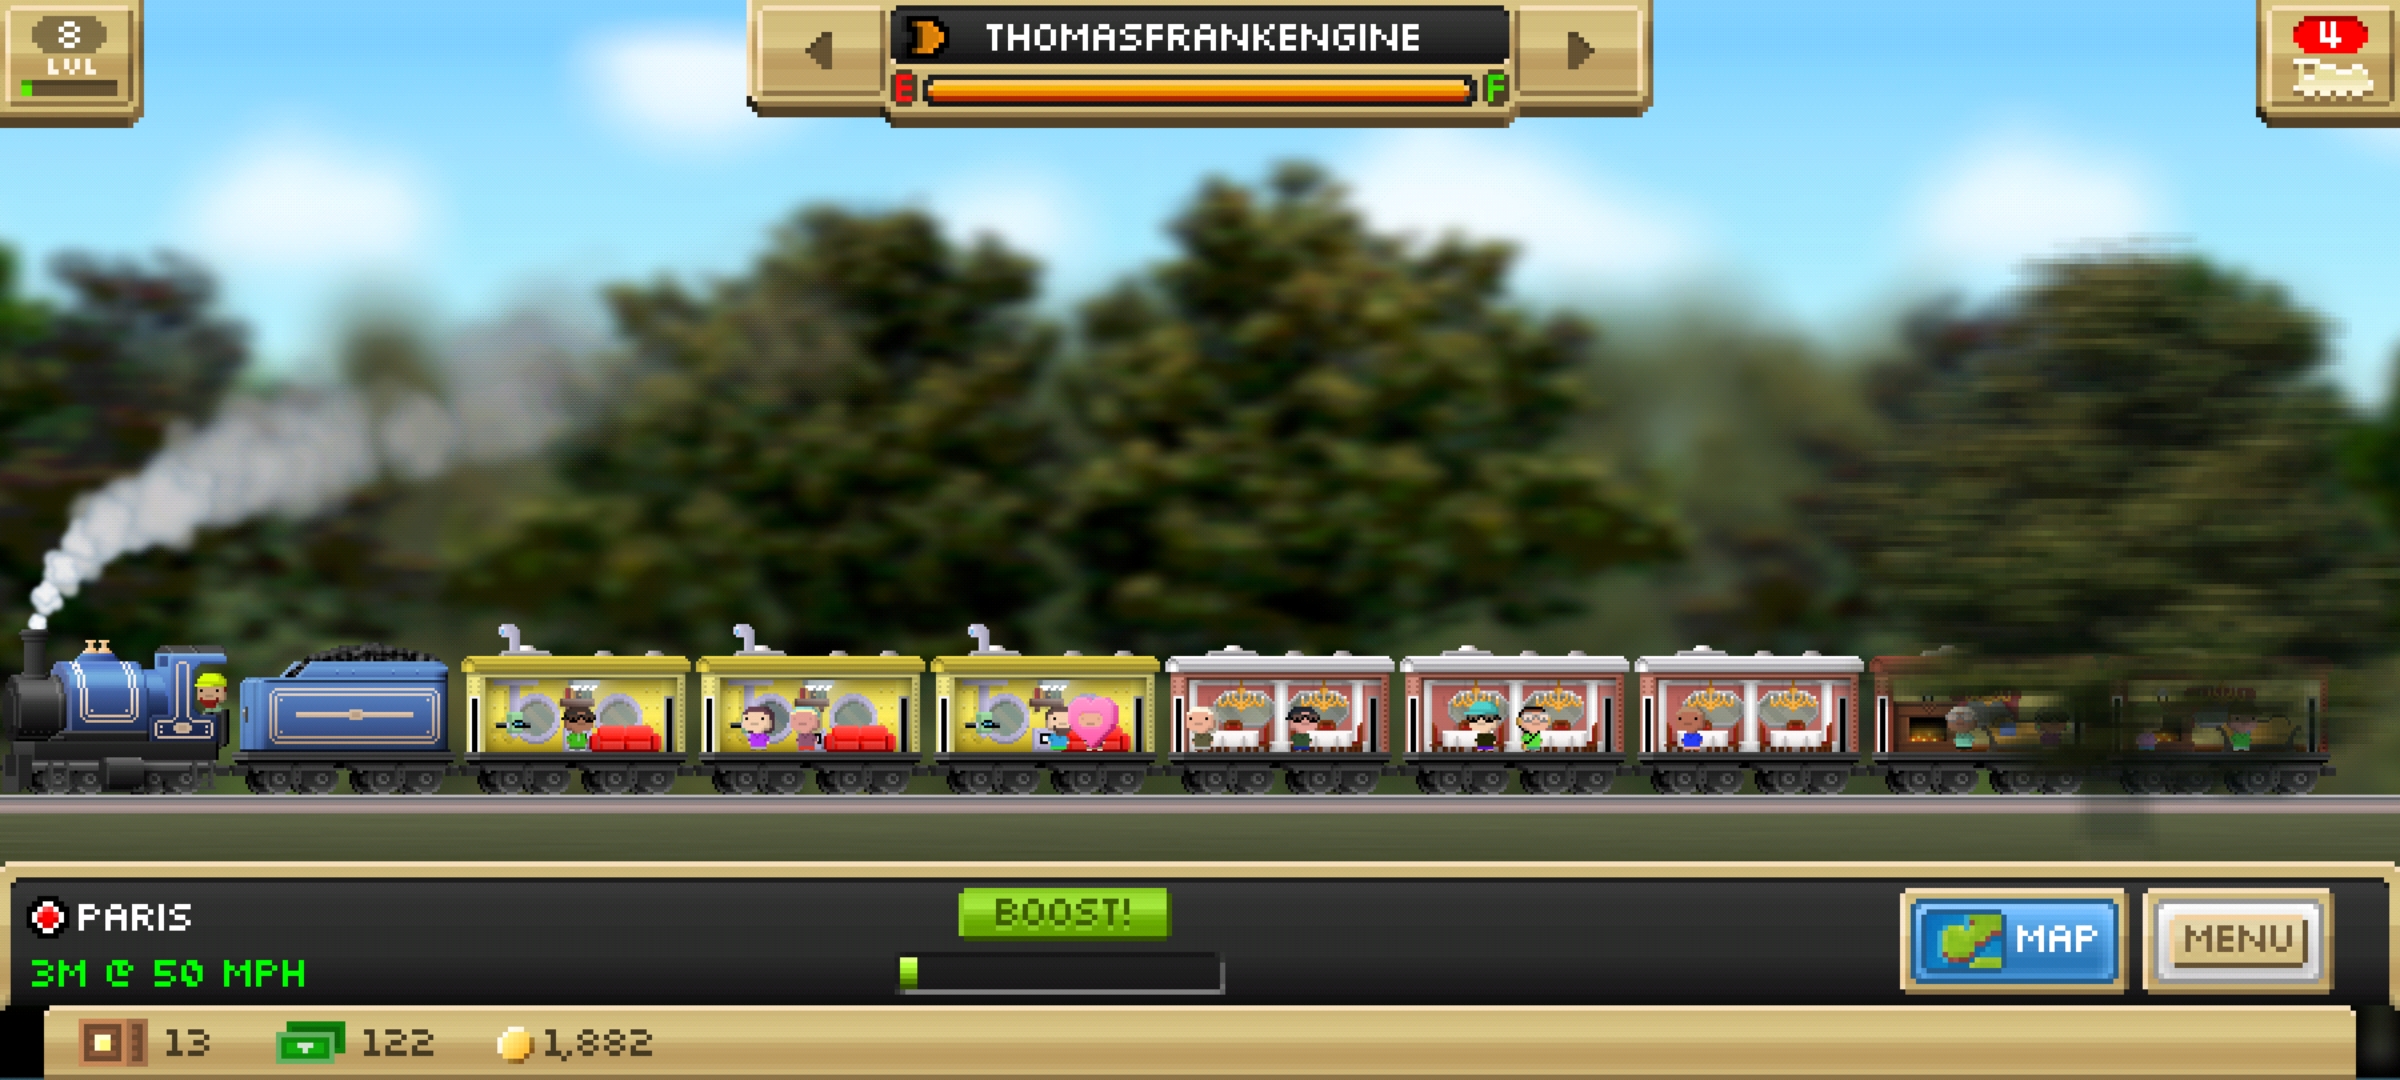 8
LVL
THOMASFRANKENGINE
E F
4
PARIS
3M @ 50 MPH
BOOST!
MAP
MENU
13
122
1,882